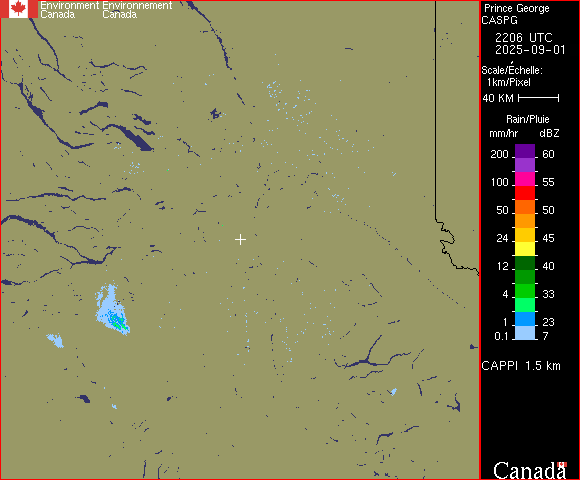 Environment Environnement
Canada Canada
Prince George
CASPG
2206 UTC
2025-09-01
Scale/Échelle:
1km/Pixel
40 KM
Rain/Pluie
mm/hr dBZ
200 60
100 55
50 50
24 45
12 40
4 33
1 23
0.1 7
CAPPI 1.5 km
Canada